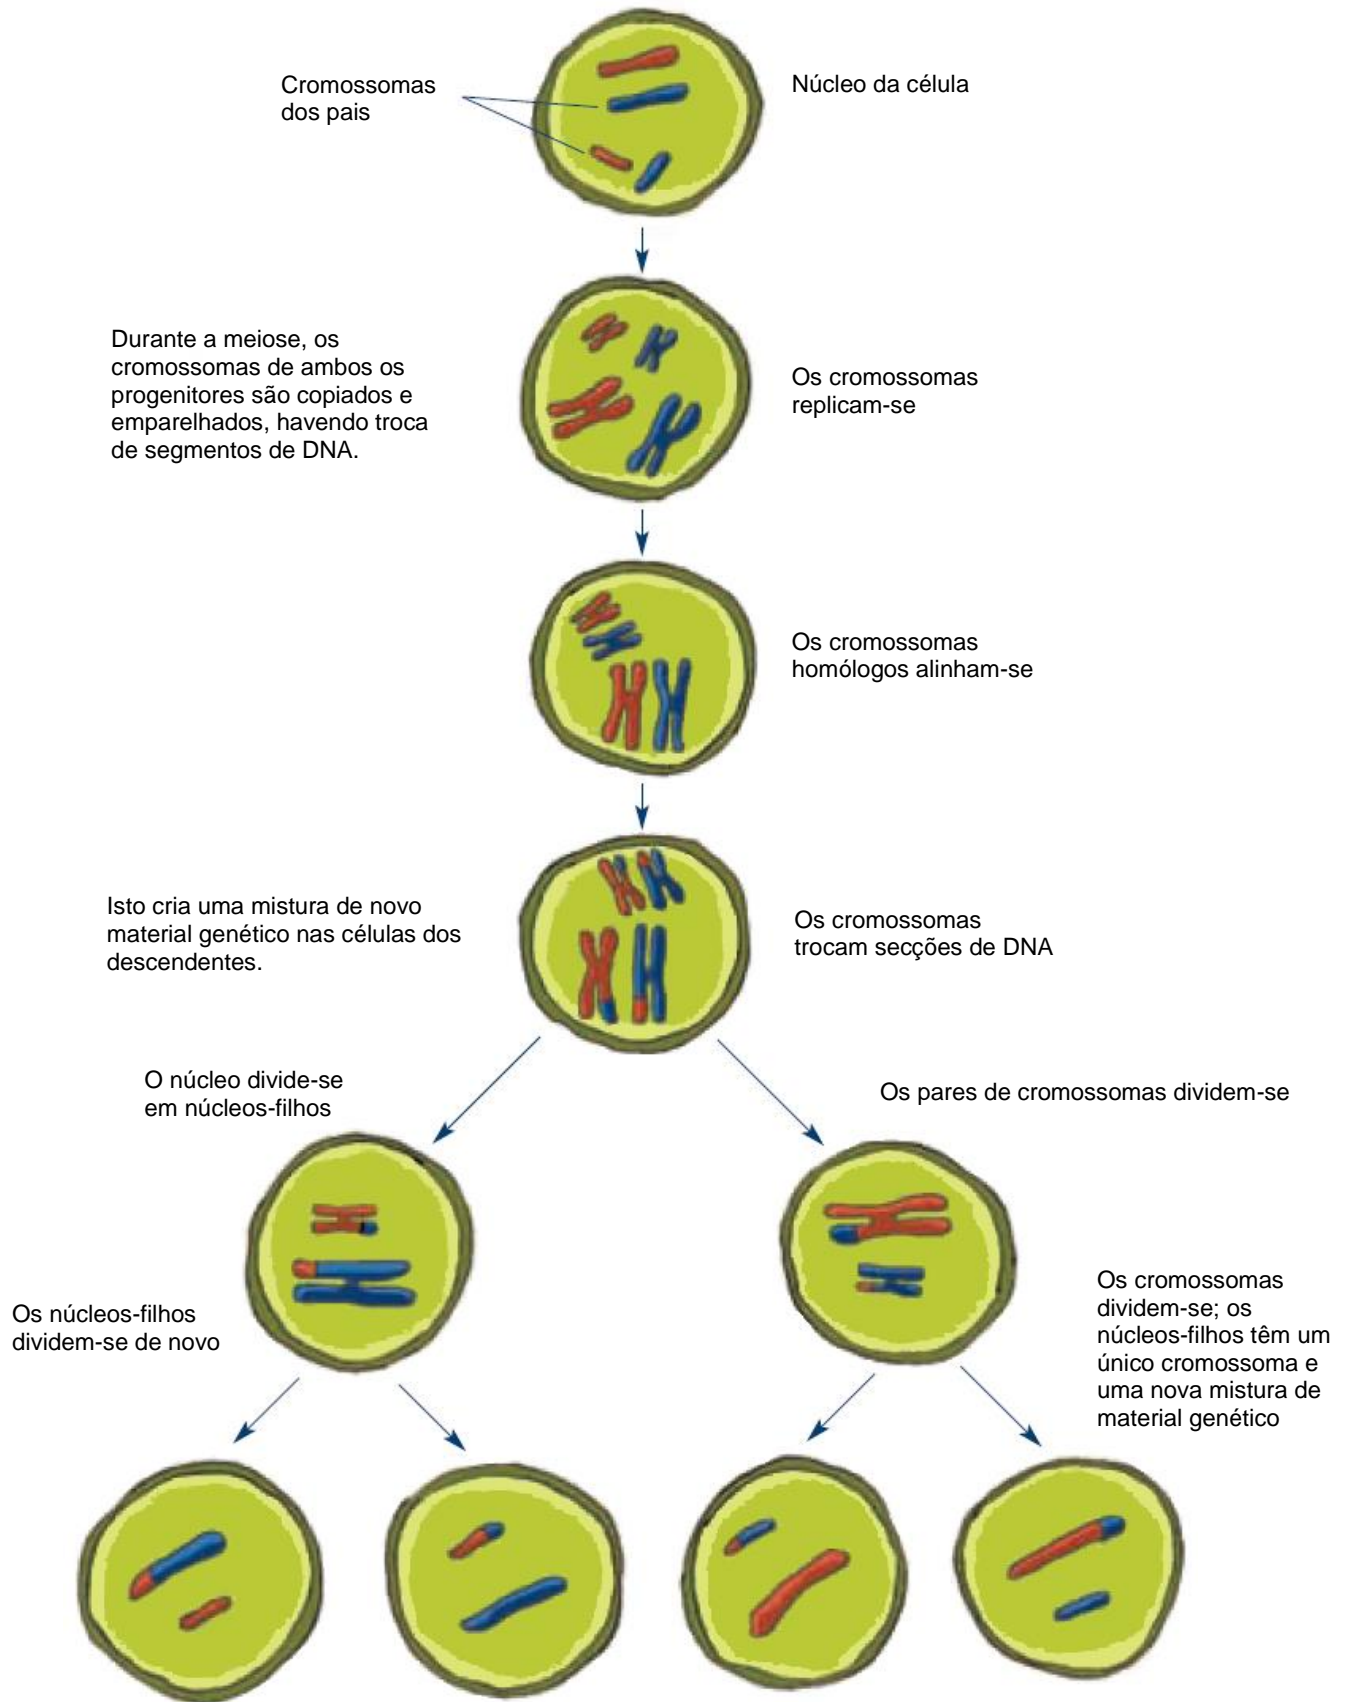 Cromossomas
dos pais
Núcleo da célula
Durante a meiose, os
cromossomas de ambos os
progenitores são copiados e
emparelhados, havendo troca
de segmentos de DNA.
Os cromossomas
replicam-se
Os cromossomas
homólogos alinham-se
Isto cria uma mistura de novo
material genético nas células dos
descendentes.
Os cromossomas
trocam secções de DNA
O núcleo divide-se
em núcleos-filhos
Os pares de cromossomas dividem-se
Os núcleos-filhos
dividem-se de novo
Os cromossomas
dividem-se; os
núcleos-filhos têm um
único cromossoma e
uma nova mistura de
material genético